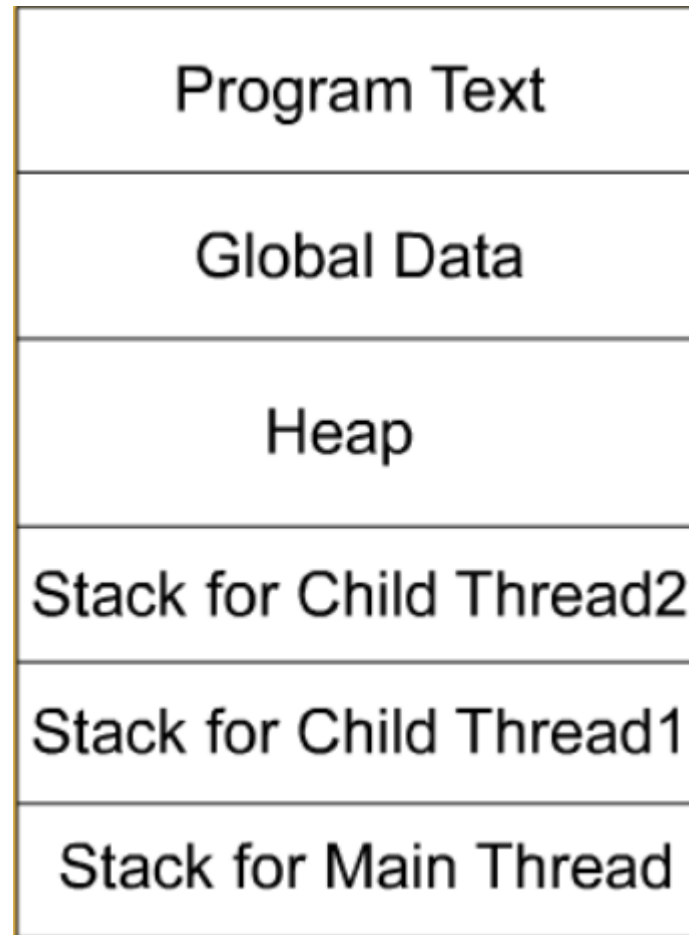 Program Text
Global Data
Heap
Stack for Child Thread2
Stack for Child Thread1
Stack for Main Thread